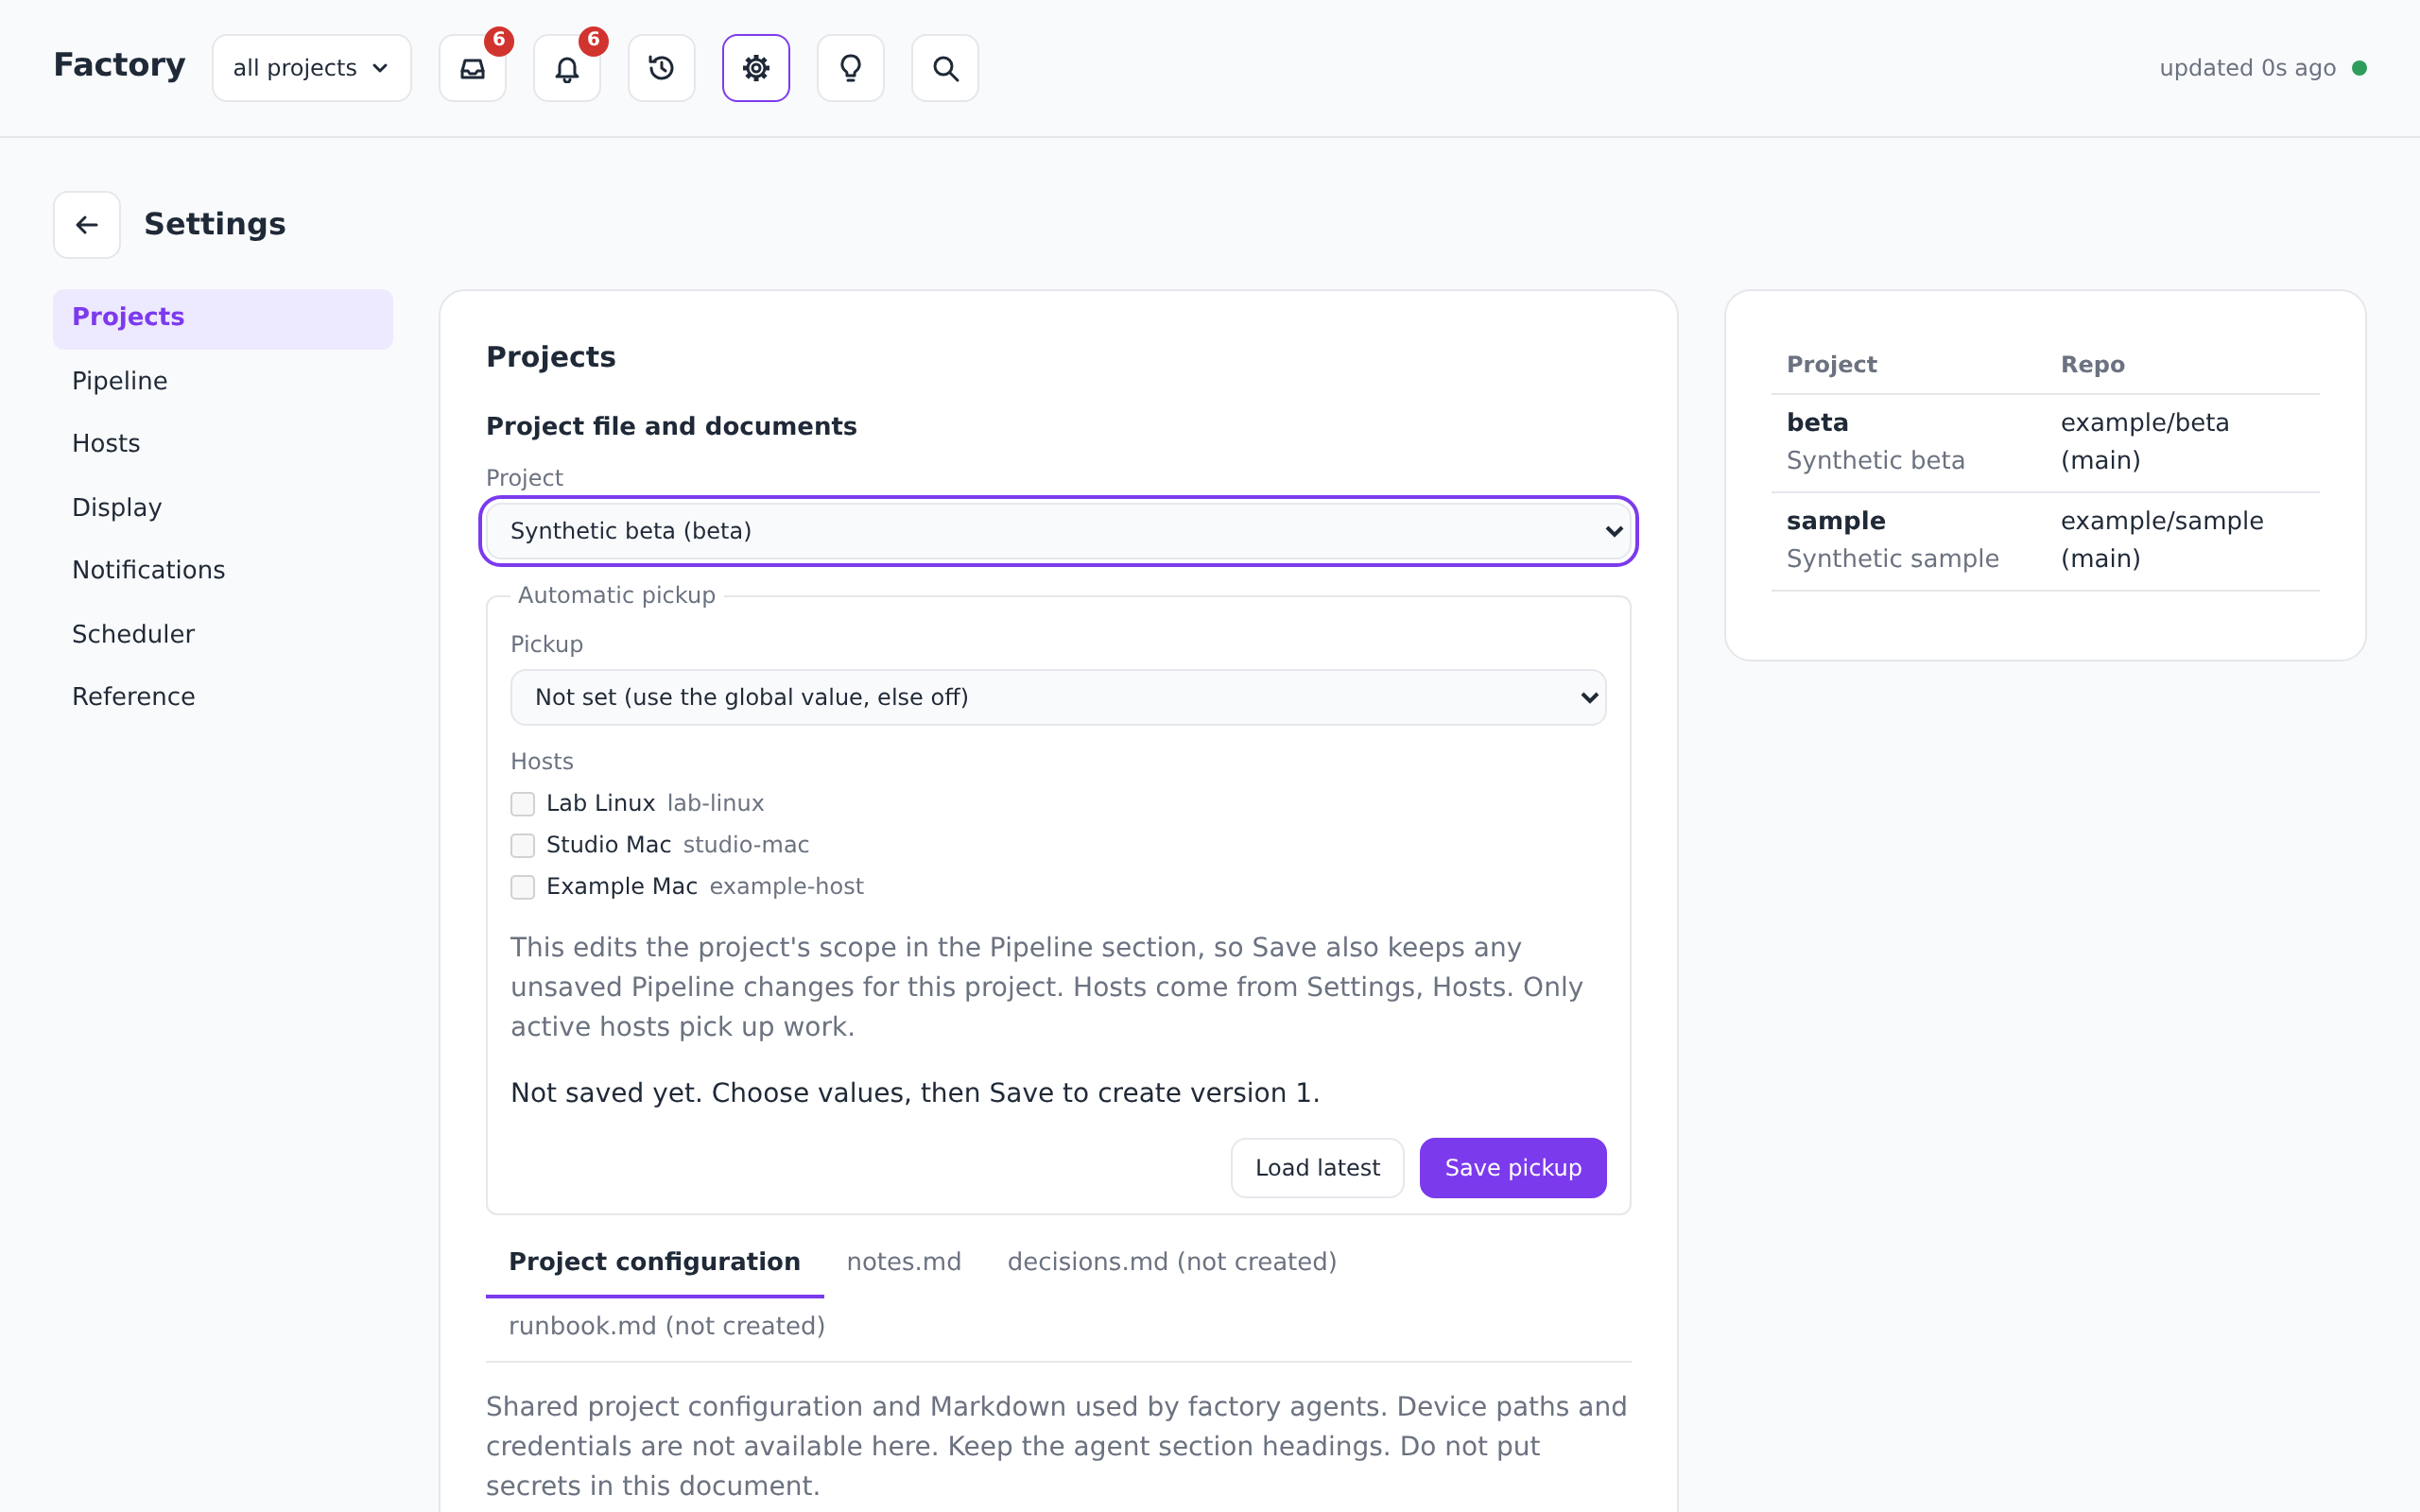 Factory
all projects
6
6
updated 0s ago
Settings
Projects
Pipeline
Hosts
Display
Notifications
Scheduler
Reference
Projects
Project file and documents
Project
Synthetic beta (beta)
Automatic pickup
Pickup
Not set (use the global value, else off)
Hosts
Lab Linux lab-linux
Studio Mac studio-mac
Example Mac example-host
This edits the project's scope in the Pipeline section, so Save also keeps any
unsaved Pipeline changes for this project. Hosts come from Settings, Hosts. Only
active hosts pick up work.
Not saved yet. Choose values, then Save to create version 1.
Load latest
Save pickup
Project configuration
notes.md
decisions.md (not created)
runbook.md (not created)
Shared project configuration and Markdown used by factory agents. Device paths and
credentials are not available here. Keep the agent section headings. Do not put
secrets in this document.
Project Repo
beta example/beta
Synthetic beta (main)
sample example/sample
Synthetic sample (main)